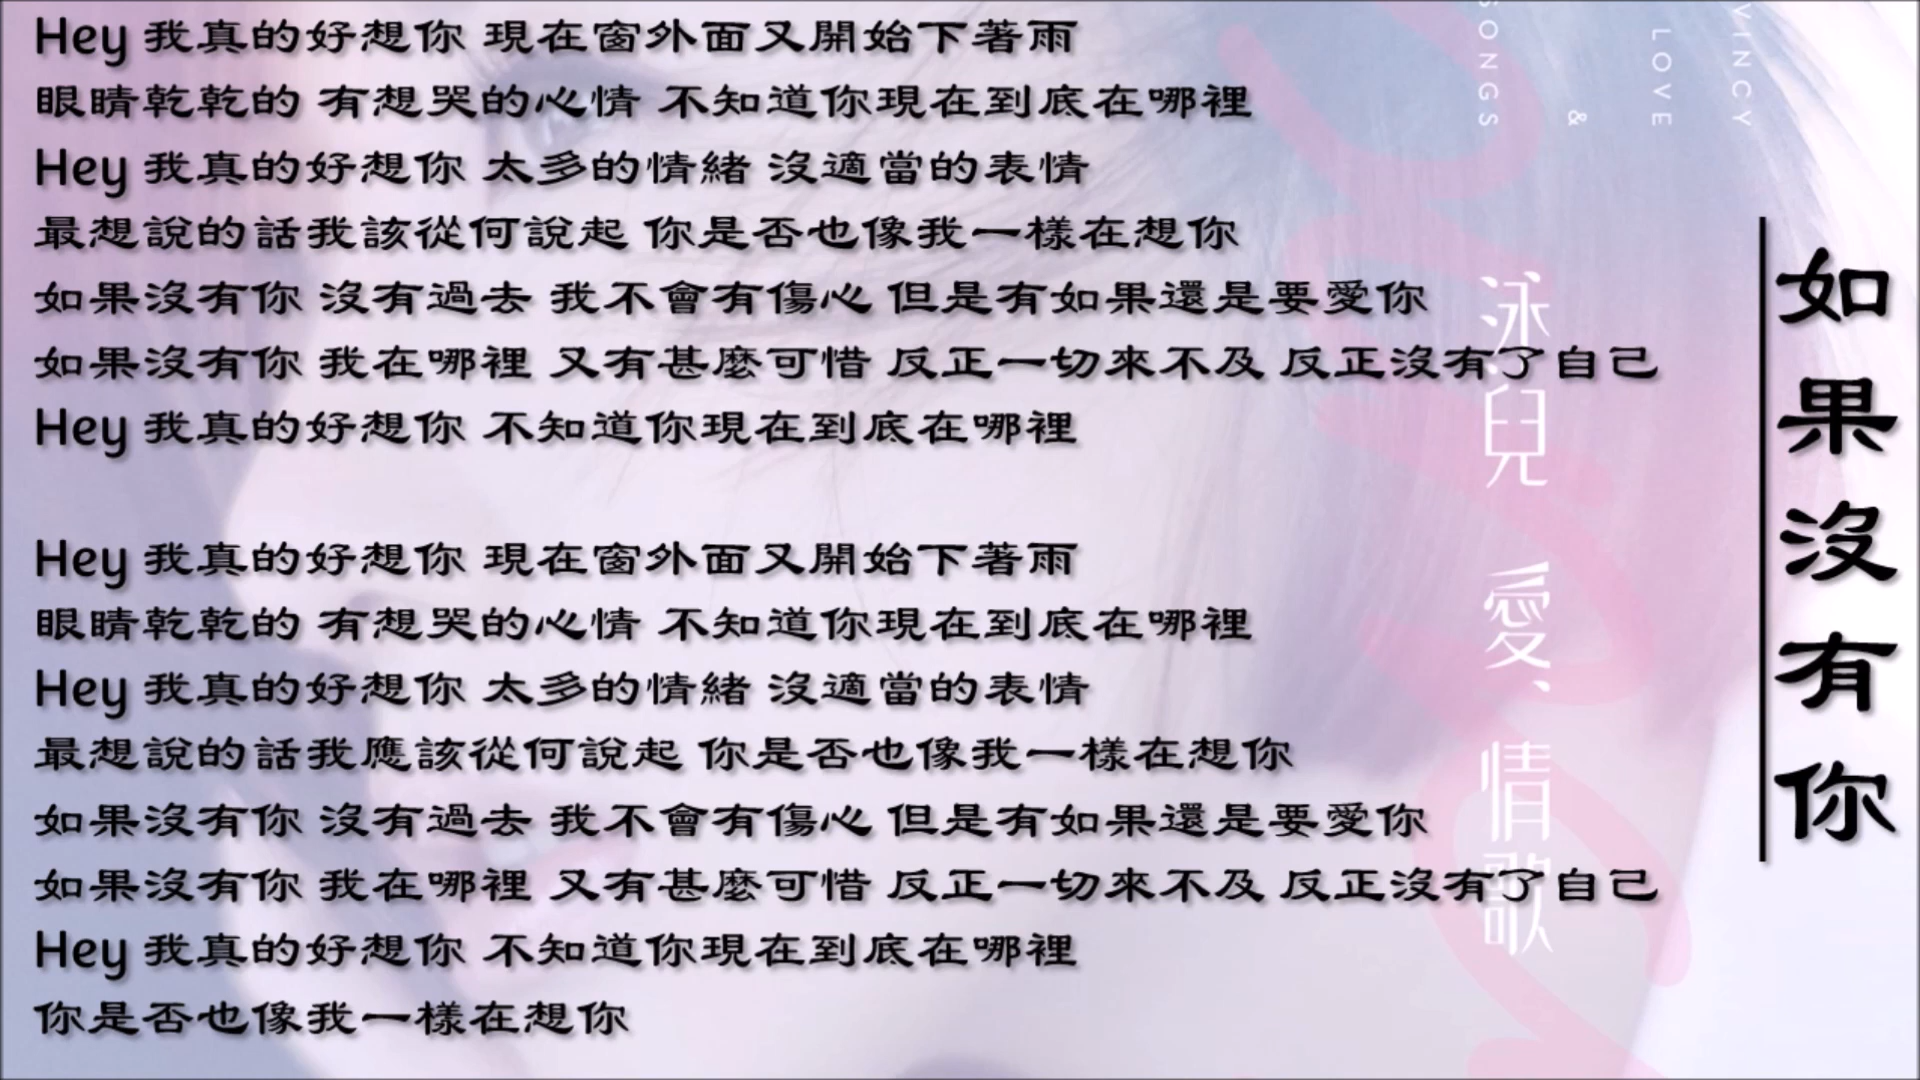 Hey 我真的好想你 現在窗外面又開始下著雨
眼睛乾乾的 有想哭的心情 不知道你現在到底在哪裡
Hey 我真的好想你 太多的情緒 沒適當的表情
最想說的話我該從何說起 你是否也像我一樣在想你
如果沒有你 沒有過去 我不會有傷心 但是有如果還是要愛你
如果沒有你 我在哪裡 又有甚麼可惜 反正一切來不及 反正沒有了自己
Hey 我真的好想你 不知道你現在到底在哪裡
Hey 我真的好想你 現在窗外面又開始下著雨
眼睛乾乾的 有想哭的心情 不知道你現在到底在哪裡
Hey 我真的好想你 太多的情緒 沒適當的表情
最想說的話我應該從何說起 你是否也像我一樣在想你
如果沒有你 沒有過去 我不會有傷心 但是有如果還是要愛你
如果沒有你 我在哪裡 又有甚麼可惜 反正一切來不及 反正沒有了自己
Hey 我真的好想你 不知道你現在到底在哪裡
你是否也像我一樣在想你
如果沒有你
VINCY
LOVE
&
SONGS
泳兒 愛、情歌